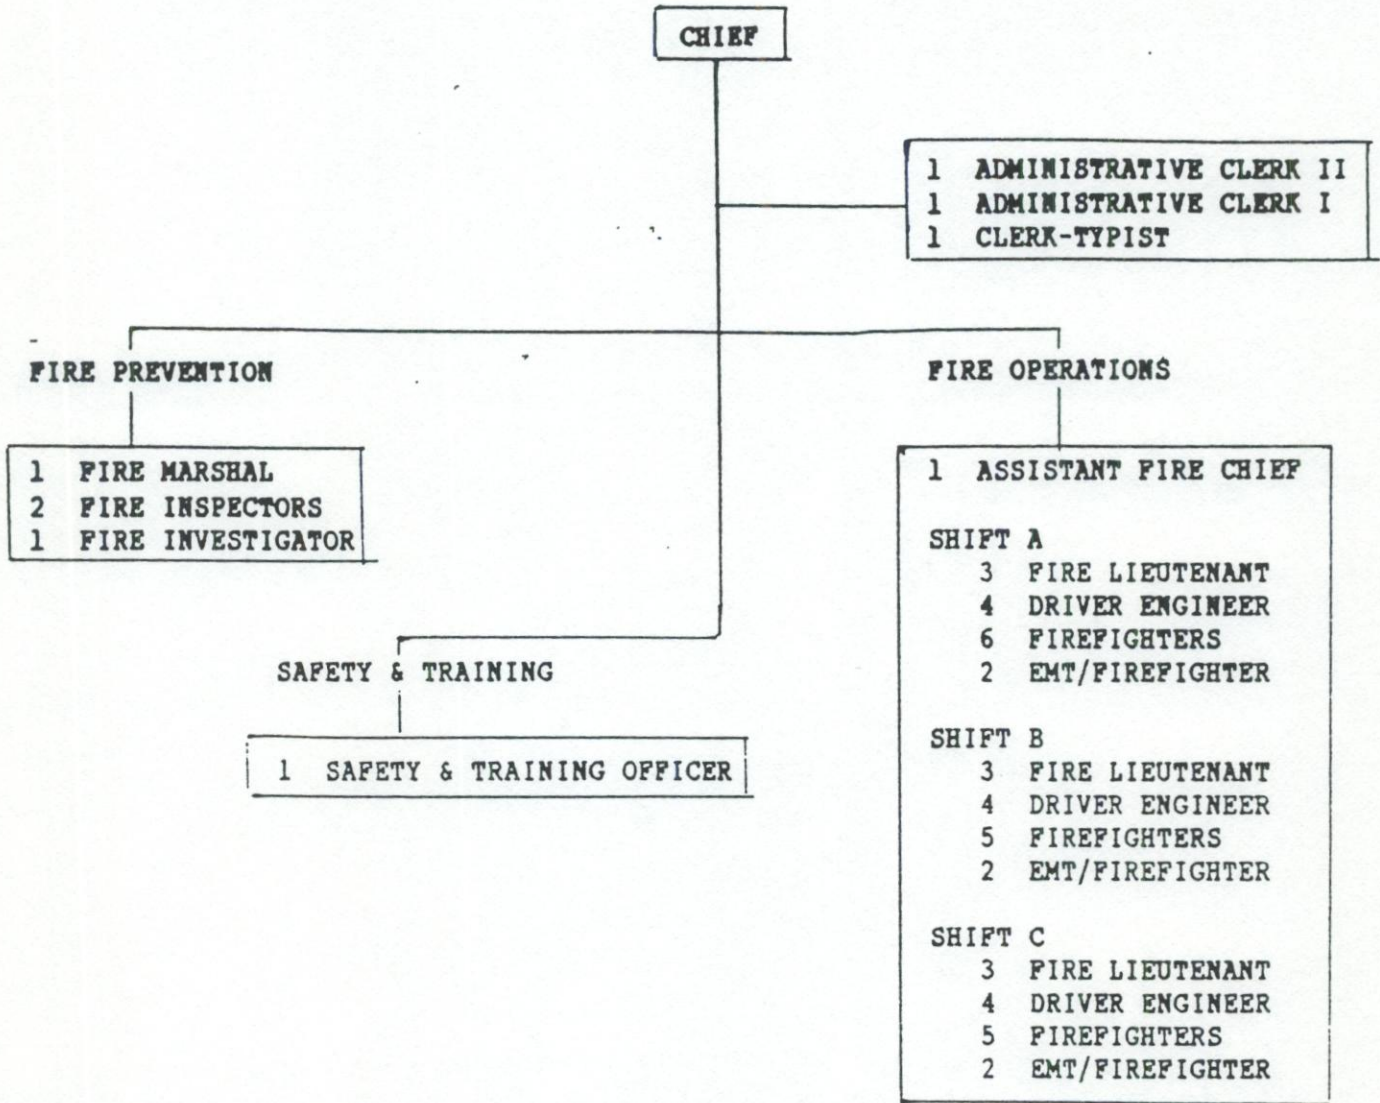 CHIEF
1 ADMINISTRATIVE CLERK II
1 ADMINISTRATIVE CLERK I
1 CLERK-TYPIST
FIRE PREVENTION
1 FIRE MARSHAL
2 FIRE INSPECTORS
1 FIRE INVESTIGATOR
SAFETY & TRAINING
1 SAFETY & TRAINING OFFICER
FIRE OPERATIONS
1 ASSISTANT FIRE CHIEF
SHIFT A
3 FIRE LIEUTENANT
4 DRIVER ENGINEER
6 FIREFIGHTERS
2 EMT/FIREFIGHTER
SHIFT B
3 FIRE LIEUTENANT
4 DRIVER ENGINEER
5 FIREFIGHTERS
2 EMT/FIREFIGHTER
SHIFT C
3 FIRE LIEUTENANT
4 DRIVER ENGINEER
5 FIREFIGHTERS
2 EMT/FIREFIGHTER